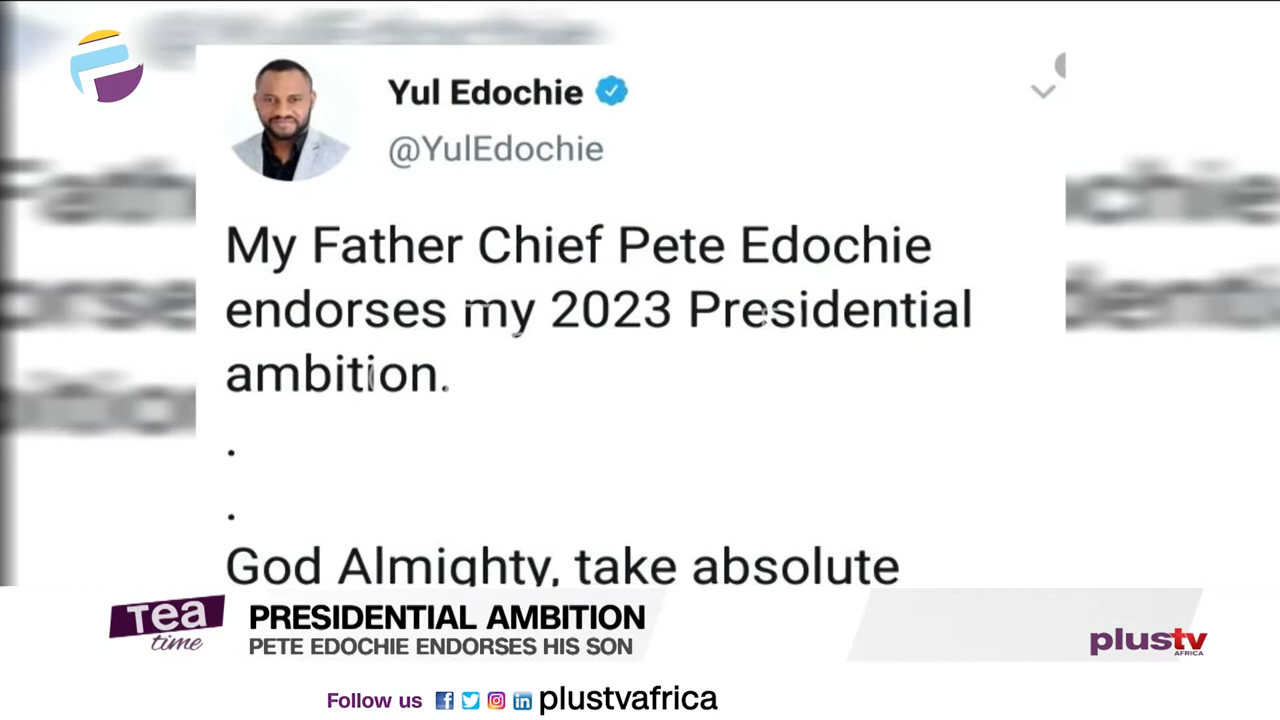 Yul Edochie
@YulEdochie
My Father Chief Pete Edochie
endorses my 2023 Presidential
ambition.
.
.
God Almighty, take absolute
Tea
time
PRESIDENTIAL AMBITION
PETE EDOCHIE ENDORSES HIS SON
plustv
AFRICA
Follow us
plustvafrica